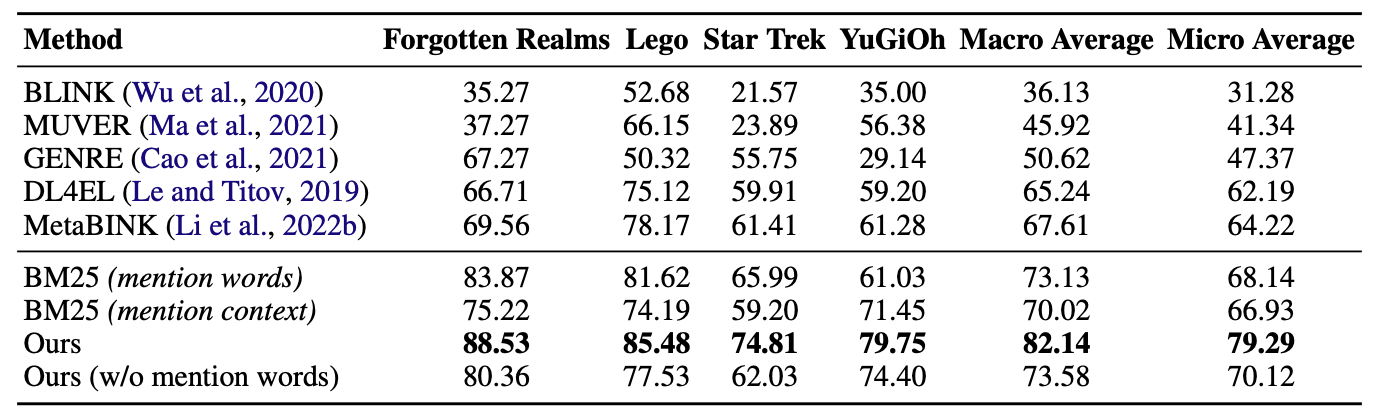 Method Forgotten Realms Lego Star Trek YuGiOh Macro Average Micro Average
BLINK (Wu et al., 2020) 35.27 52.68 21.57 35.00 36.13 31.28
MUVER (Ma et al., 2021) 37.27 66.15 23.89 56.38 45.92 41.34
GENRE (Cao et al., 2021) 67.27 50.32 55.75 29.14 50.62 47.37
DL4EL (Le and Titov, 2019) 66.71 75.12 59.91 59.20 65.24 62.19
MetaBINK (Li et al., 2022b) 69.56 78.17 61.41 61.28 67.61 64.22
BM25 (mention words) 83.87 81.62 65.99 61.03 73.13 68.14
BM25 (mention context) 75.22 74.19 59.20 71.45 70.02 66.93
Ours 88.53 85.48 74.81 79.75 82.14 79.29
Ours (w/o mention words) 80.36 77.53 62.03 74.40 73.58 70.12